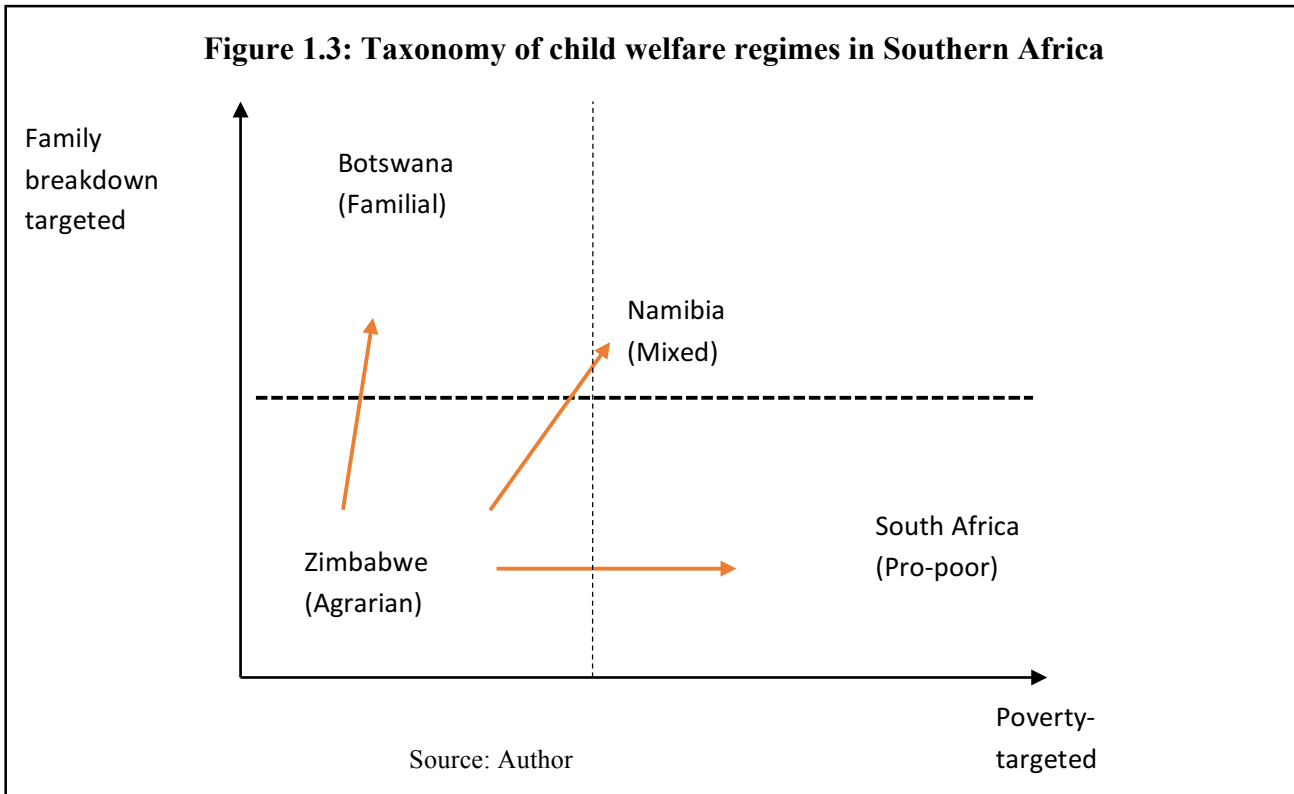 Figure 1.3: Taxonomy of child welfare regimes in Southern Africa
Family
breakdown
targeted
Botswana
(Familial)
Namibia
(Mixed)
South Africa
(Pro-poor)
Zimbabwe
(Agrarian)
Poverty-
targeted
Source: Author